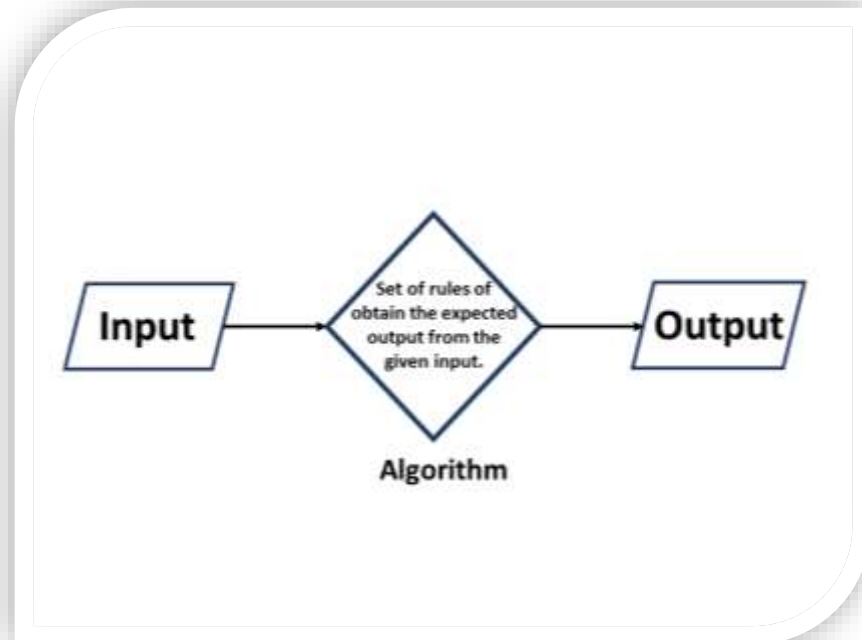 Input
Set of rules of
obtain the expected
output from the
given input.
Output
Algorithm